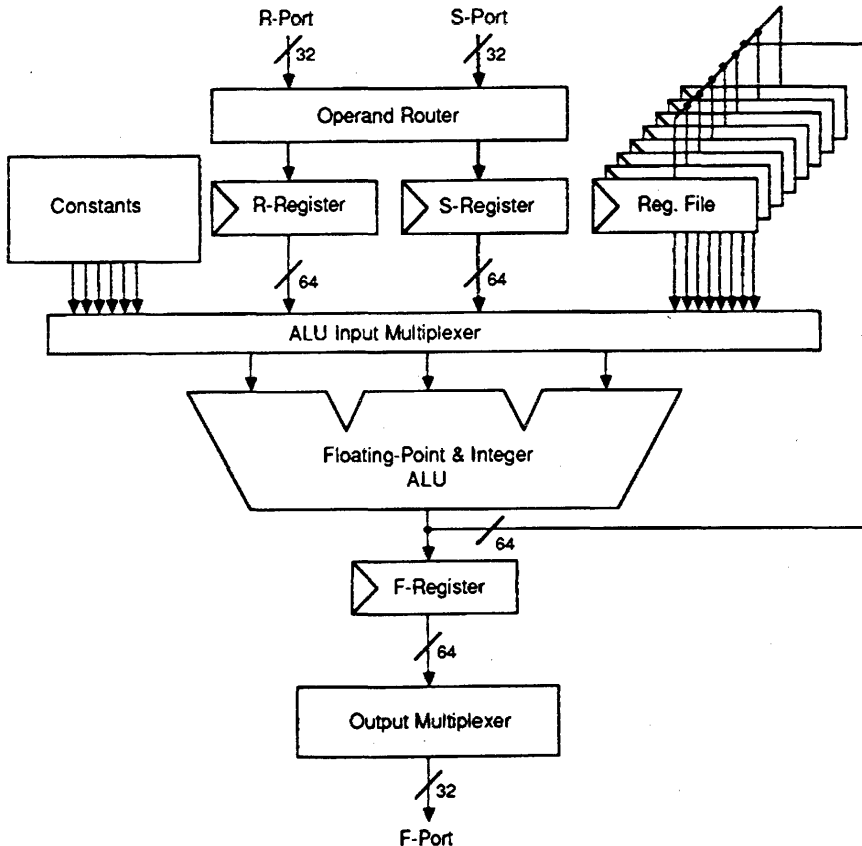 R-Port
S-Port
32
32
Operand Router
Constants
R-Register
S-Register
Reg. File
64
64
ALU Input Multiplexer
Floating-Point & Integer
ALU
64
F-Register
64
Output Multiplexer
32
F-Port